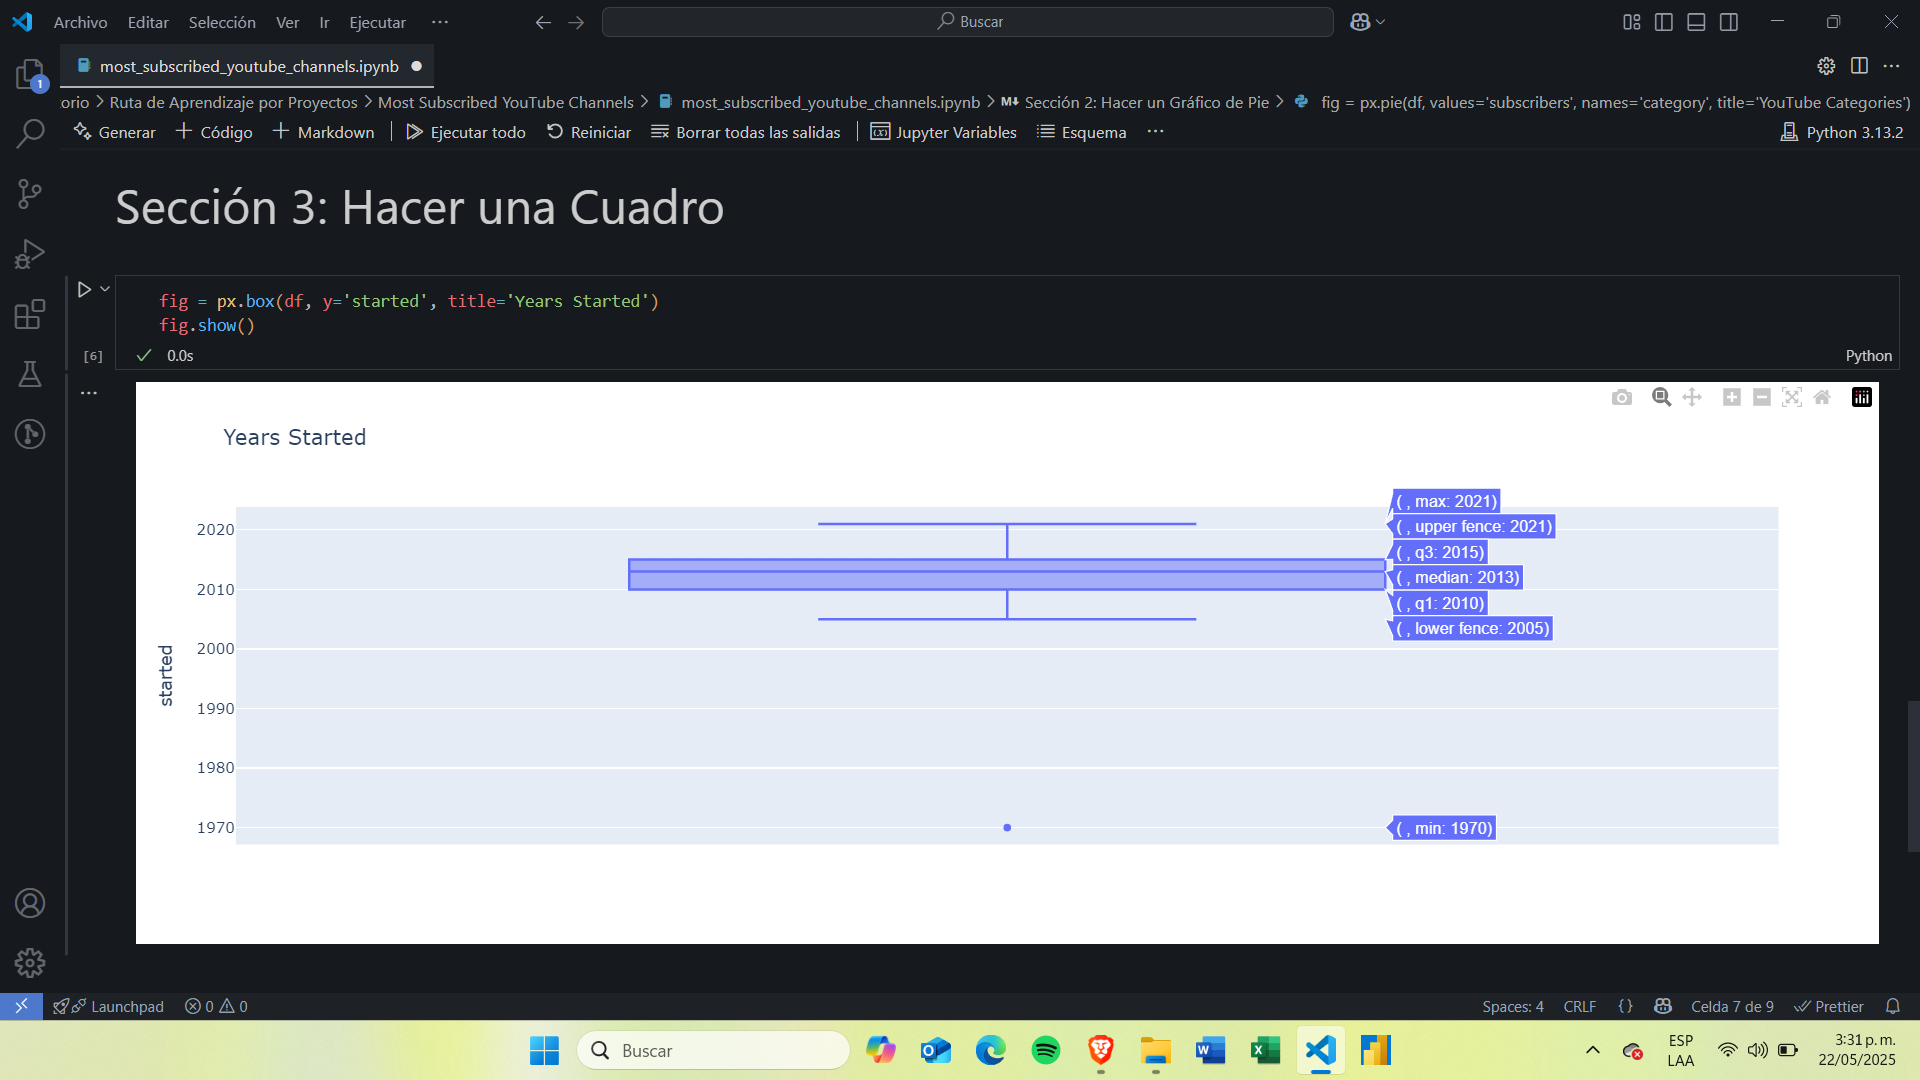 Archivo Editar Selección Ver Ir Ejecutar ··· Buscar
1
most_subscribed_youtube_channels.ipynb
orio > Ruta de Aprendizaje por Proyectos > Most Subscribed YouTube Channels > most_subscribed_youtube_channels.ipynb > M↓ Sección 2: Hacer un Gráfico de Pie > fig = px.pie(df, values='subscribers', names='category', title='YouTube Categories')
Generar + Código + Markdown Ejecutar todo Reiniciar Borrar todas las salidas Jupyter Variables Esquema ··· Python 3.13.2
Sección 3: Hacer una Cuadro
fig = px.box(df, y='started', title='Years Started')
fig.show()
[6] 0.0s Python
Years Started
( , max: 2021)
( , upper fence: 2021)
( , q3: 2015)
( , median: 2013)
( , q1: 2010)
( , lower fence: 2005)
( , min: 1970)
2020
2010
2000
1990
1980
1970
started
Launchpad 0 0 Spaces: 4 CRLF {} Celda 7 de 9 Prettier
Buscar
ESP
LAA
3:31 p. m.
22/05/2025